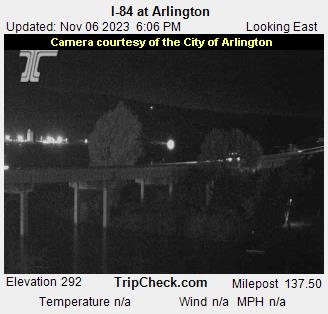 I-84 at Arlington
Updated: Nov 06 2023 6:06 PM Looking East
Camera courtesy of the City of Arlington
Elevation 292 TripCheck.com Milepost 137.50
Temperature n/a Wind n/a MPH n/a